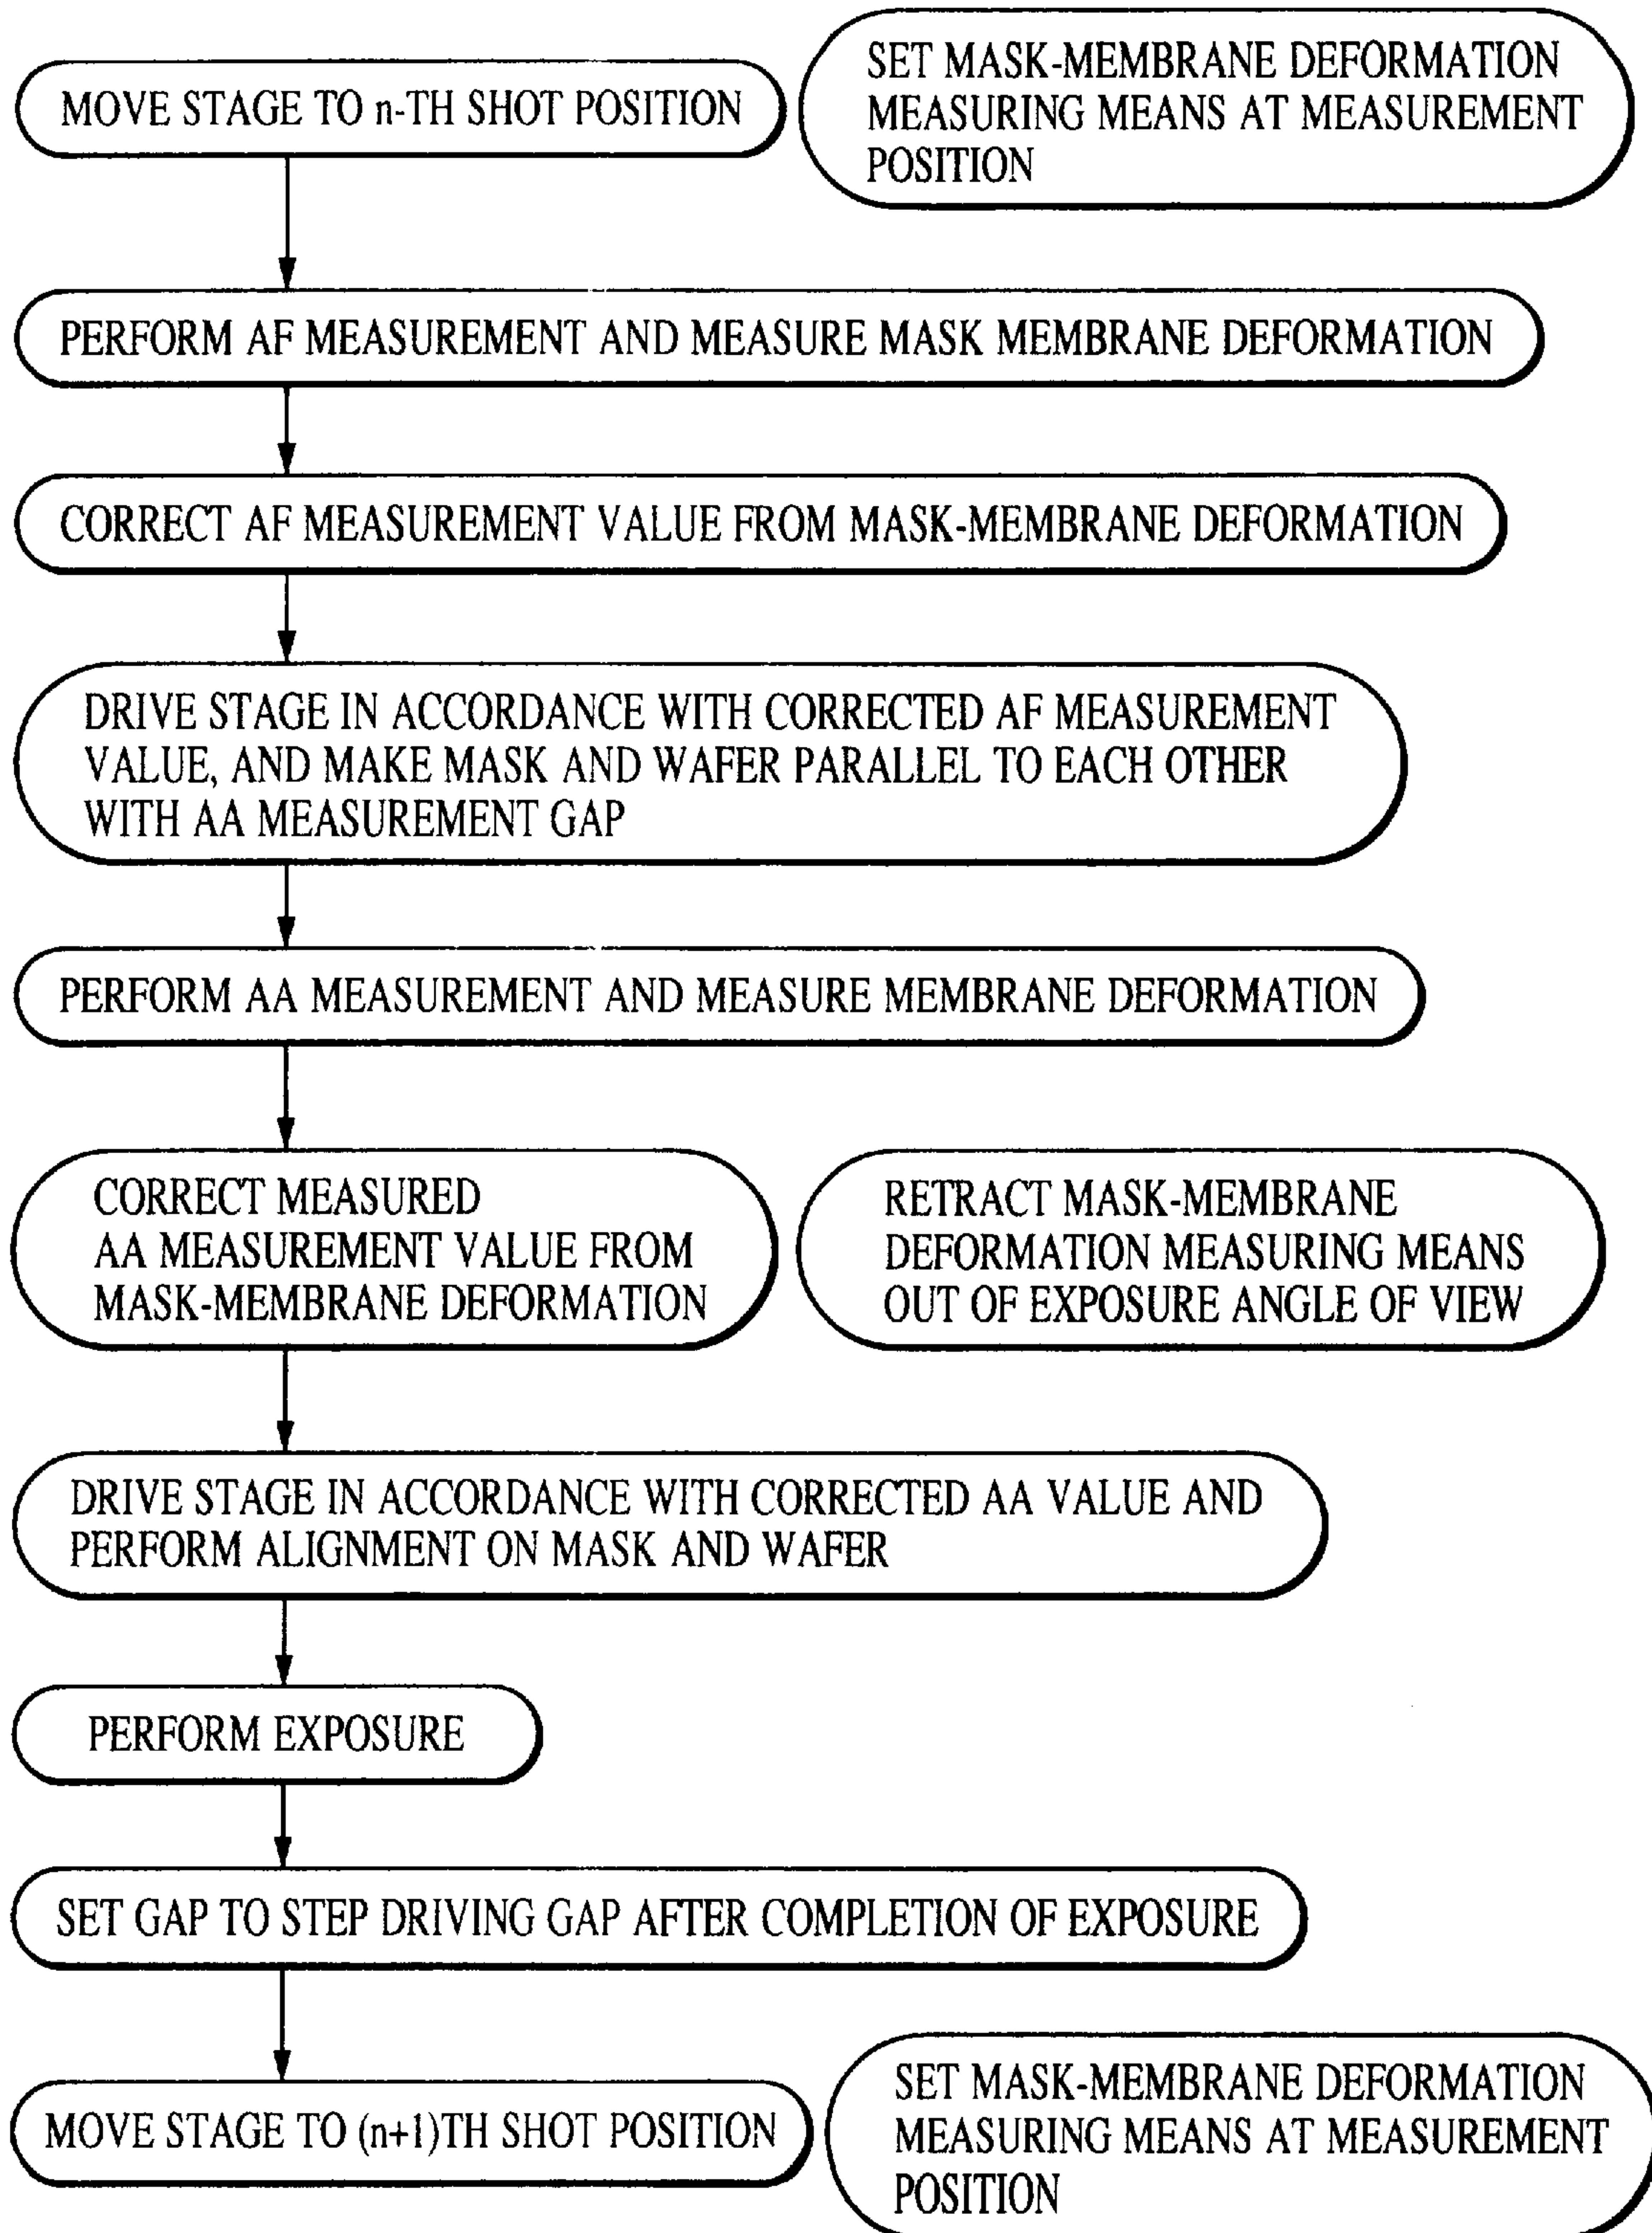 MOVE STAGE TO n-TH SHOT POSITION
SET MASK-MEMBRANE DEFORMATION
MEASURING MEANS AT MEASUREMENT
POSITION
PERFORM AF MEASUREMENT AND MEASURE MASK MEMBRANE DEFORMATION
CORRECT AF MEASUREMENT VALUE FROM MASK-MEMBRANE DEFORMATION
DRIVE STAGE IN ACCORDANCE WITH CORRECTED AF MEASUREMENT
VALUE, AND MAKE MASK AND WAFER PARALLEL TO EACH OTHER
WITH AA MEASUREMENT GAP
PERFORM AA MEASUREMENT AND MEASURE MEMBRANE DEFORMATION
CORRECT MEASURED
AA MEASUREMENT VALUE FROM
MASK-MEMBRANE DEFORMATION
RETRACT MASK-MEMBRANE
DEFORMATION MEASURING MEANS
OUT OF EXPOSURE ANGLE OF VIEW
DRIVE STAGE IN ACCORDANCE WITH CORRECTED AA VALUE AND
PERFORM ALIGNMENT ON MASK AND WAFER
PERFORM EXPOSURE
SET GAP TO STEP DRIVING GAP AFTER COMPLETION OF EXPOSURE
MOVE STAGE TO (n+1)TH SHOT POSITION
SET MASK-MEMBRANE DEFORMATION
MEASURING MEANS AT MEASUREMENT
POSITION